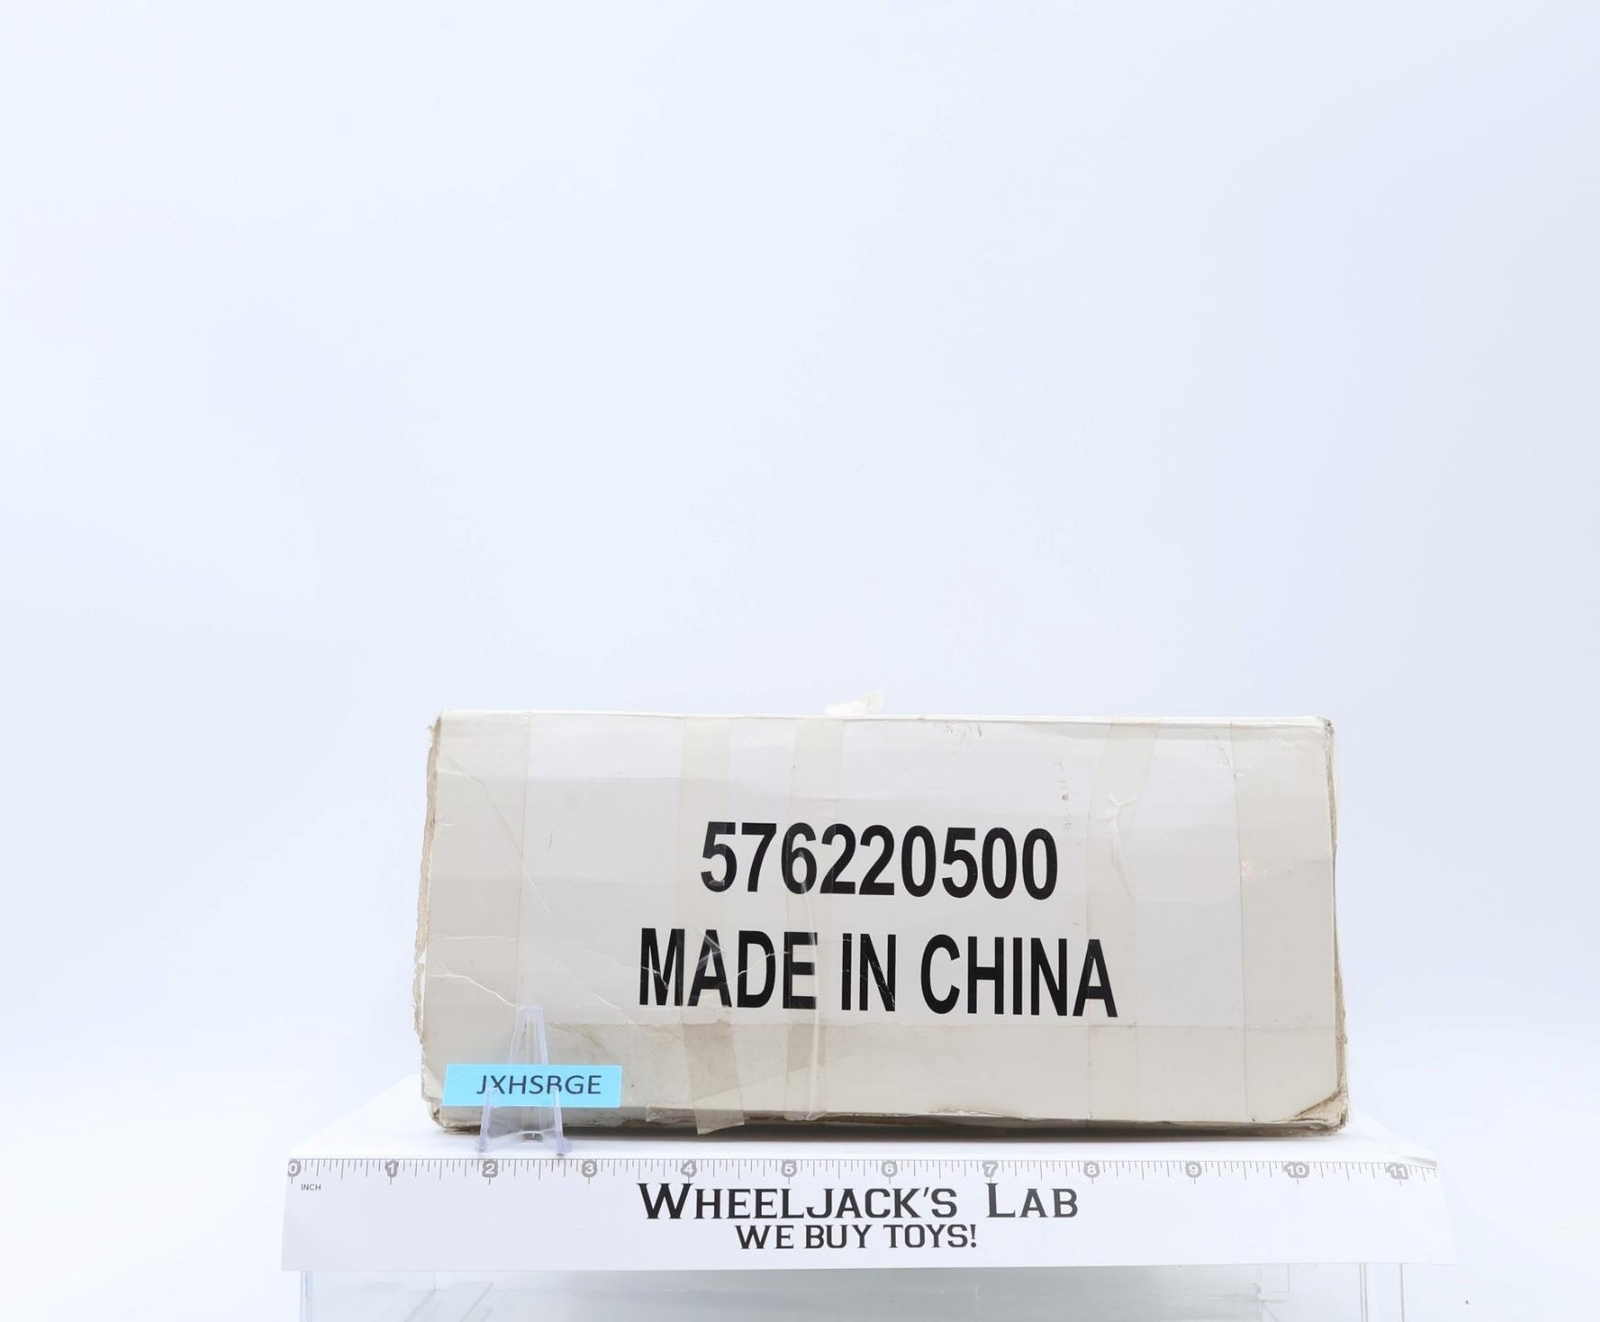 576220500
MADE IN CHINA
JXHSRGE
0 1 2 3 4 5 6 7 8 9 10 11
INCH
WHEELJACK'S LAB
WE BUY TOYS!